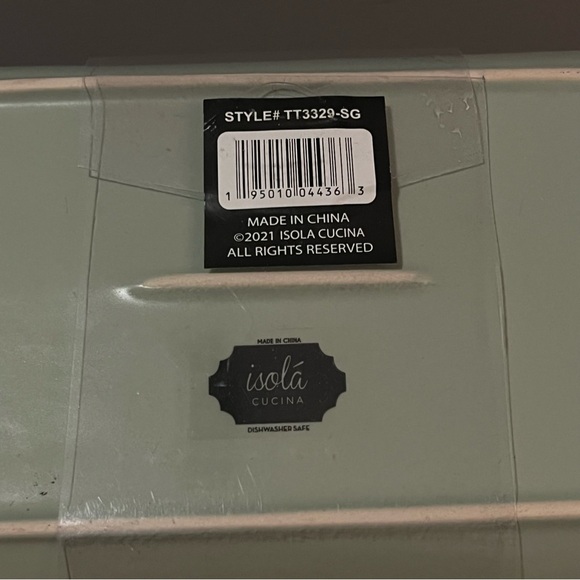 STYLE# TT3329-SG
1 95010 04436 3
MADE IN CHINA
©2021 ISOLA CUCINA
ALL RIGHTS RESERVED
MADE IN CHINA
isolá
CUCINA
DISHWASHER SAFE